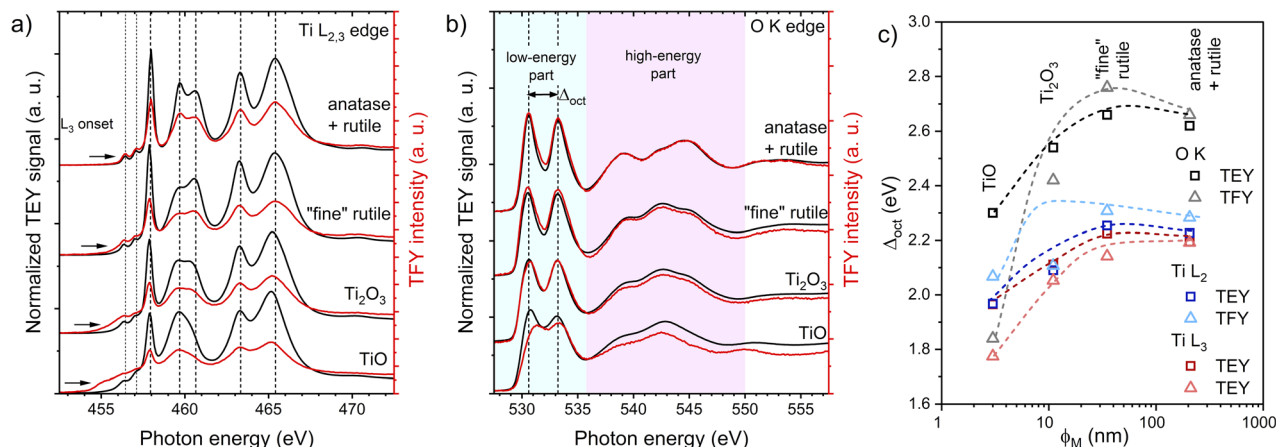 a)
Ti L2,3 edge
L3 onset
anatase
+ rutile
"fine" rutile
Ti2O3
TiO
Normalized TEY signal (a. u.)
TFY intensity (a. u.)
455 460 465 470
Photon energy (eV)
b)
O K edge
low-energy
part
high-energy
part
Δoct
anatase
+ rutile
"fine" rutile
Ti2O3
TiO
Normalized TEY signal (a. u.)
TFY intensity (a. u.)
530 535 540 545 550 555
Photon energy (eV)
c)
3.0
2.8
2.6
2.4
2.2
2.0
1.8
1.6
Δoct (eV)
TiO
Ti2O3
"fine"
rutile
anatase
+ rutile
O K
TEY
TFY
Ti L2
TEY
TFY
Ti L3
TEY
TEY
1 10 100 1000
ϕM (nm)